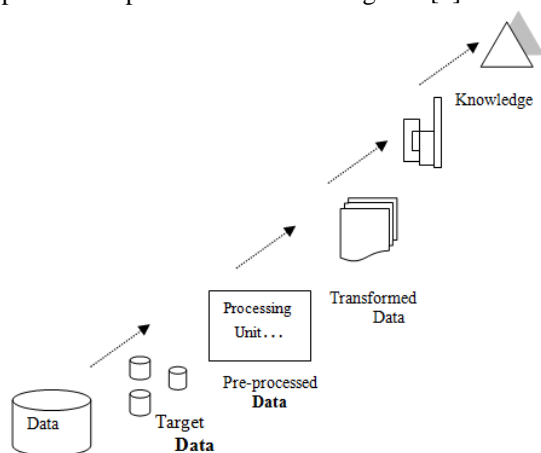 Knowledge
Transformed
Data
Processing
Unit...
Pre-processed
Data
Data
Target
Data